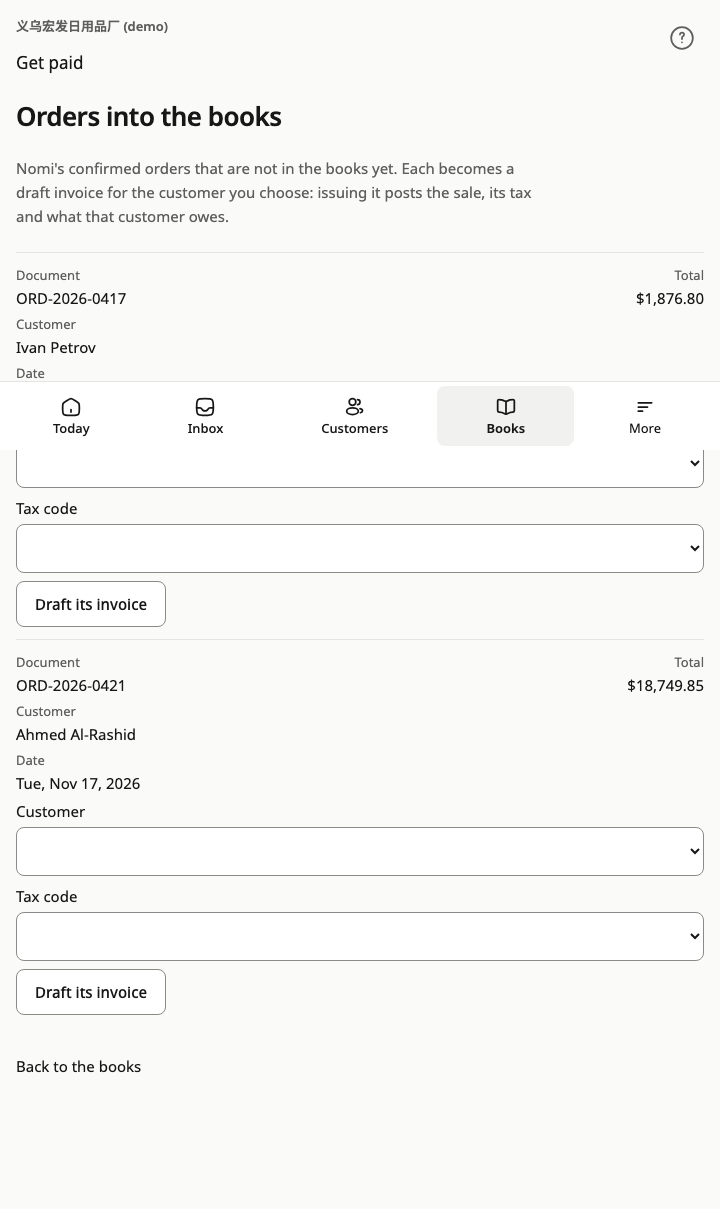 义乌宏发日用品厂 (demo)
Get paid
Orders into the books
Nomi's confirmed orders that are not in the books yet. Each becomes a
draft invoice for the customer you choose: issuing it posts the sale, its tax
and what that customer owes.
Document Total
ORD-2026-0417 $1,876.80
Customer
Ivan Petrov
Date
Today Inbox Customers Books More
Tax code
Draft its invoice
Document Total
ORD-2026-0421 $18,749.85
Customer
Ahmed Al-Rashid
Date
Tue, Nov 17, 2026
Customer
Tax code
Draft its invoice
Back to the books